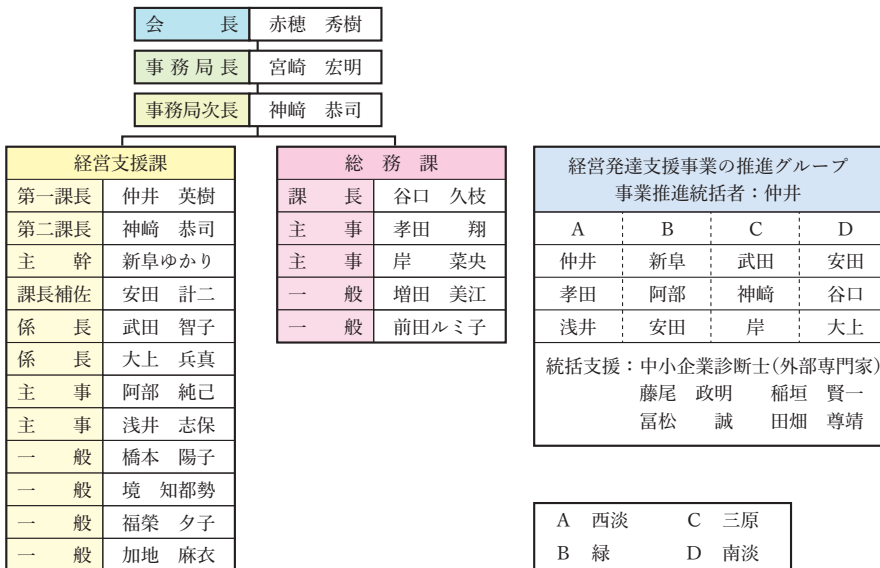 会長 赤穂 秀樹
事務局長 宮崎 宏明
事務局次長 神﨑 恭司
経営支援課
第一課長 仲井 英樹
第二課長 神﨑 恭司
主幹 新阜ゆかり
課長補佐 安田 計二
係長 武田 智子
係長 大上 兵真
主事 阿部 純己
主事 浅井 志保
一般 橋本 陽子
一般 境 知都勢
一般 福榮 夕子
一般 加地 麻衣
総務課
課長 谷口 久枝
主事 孝田 翔
主事 岸 菜央
一般 増田 美江
一般 前田ルミ子
経営発達支援事業の推進グループ
事業推進統括者：仲井
A B C D
仲井 新阜 武田 安田
孝田 阿部 神﨑 谷口
浅井 安田 岸 大上
統括支援：中小企業診断士(外部専門家)
藤尾 政明 稲垣 賢一
冨松 誠 田畑 尊靖
A 西淡 C 三原
B 緑 D 南淡